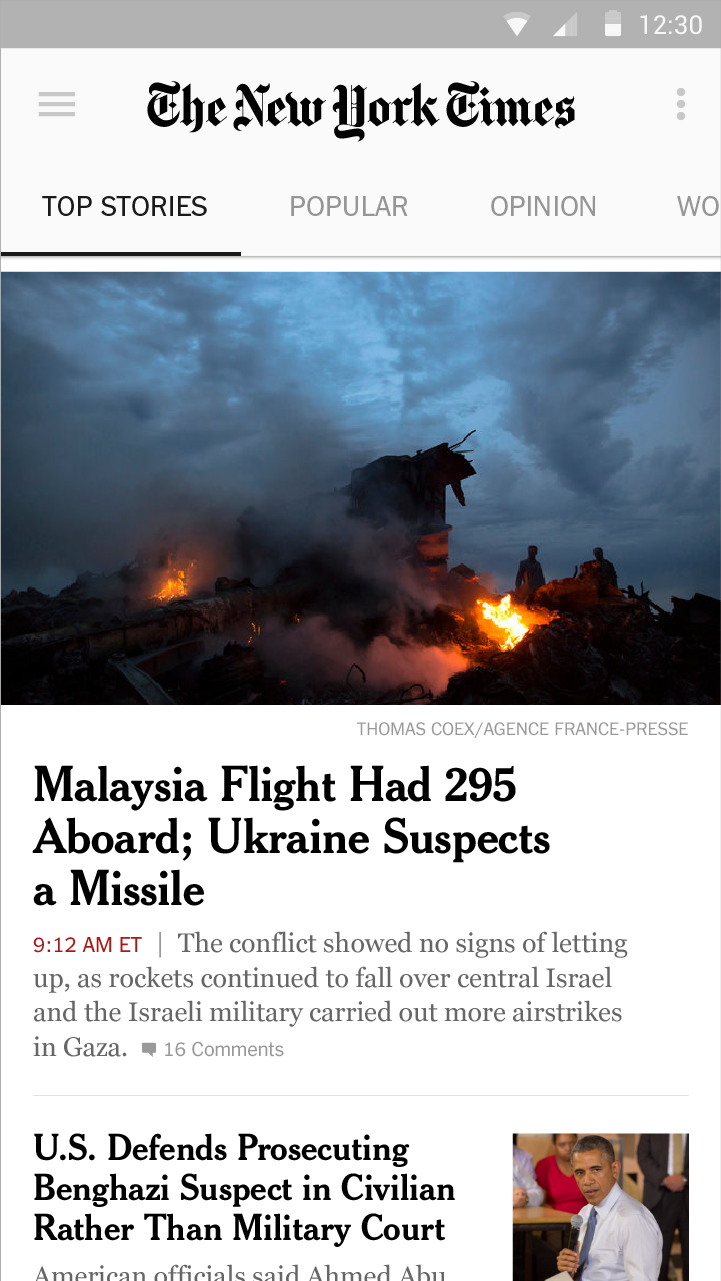 12:30
The New York Times
TOP STORIES POPULAR OPINION WO
THOMAS COEX/AGENCE FRANCE-PRESSE
Malaysia Flight Had 295
Aboard; Ukraine Suspects
a Missile
9:12 AM ET | The conflict showed no signs of letting
up, as rockets continued to fall over central Israel
and the Israeli military carried out more airstrikes
in Gaza. 16 Comments
U.S. Defends Prosecuting
Benghazi Suspect in Civilian
Rather Than Military Court
American officials said Ahmed Abu